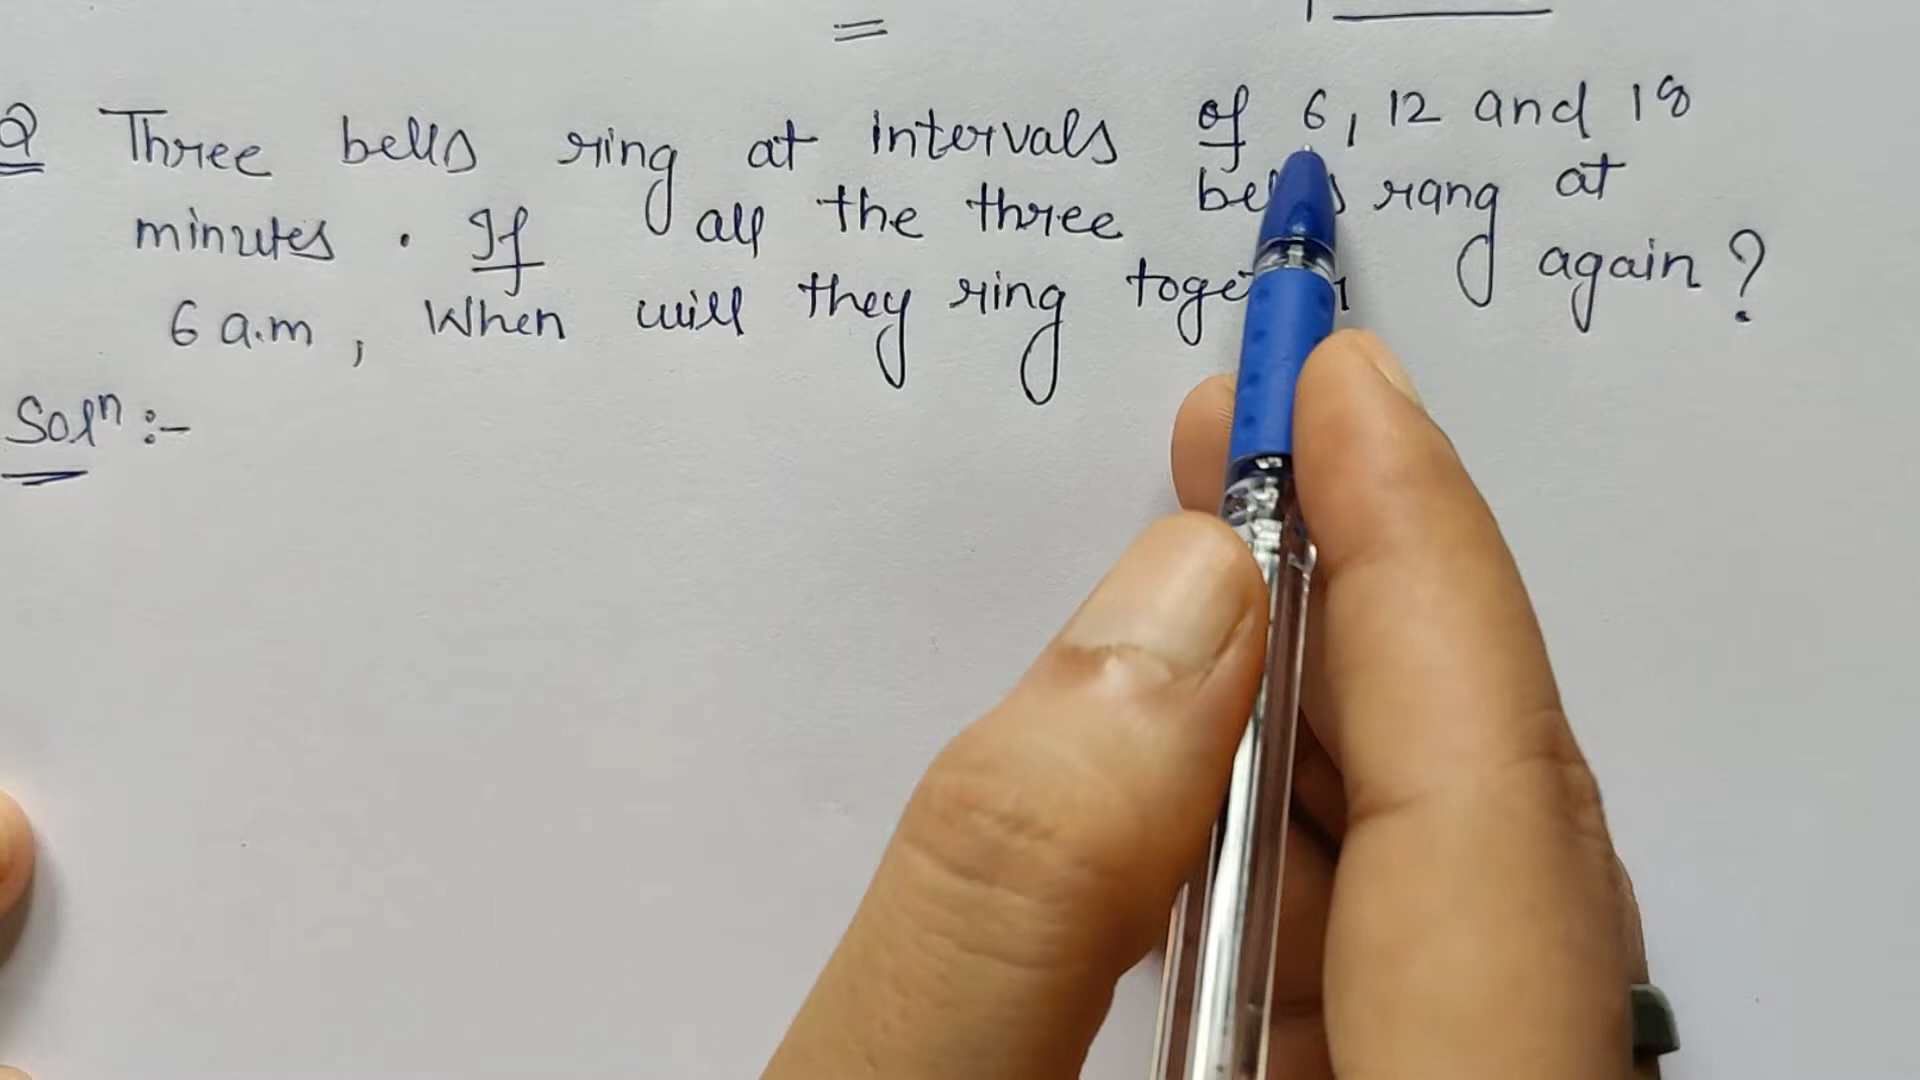 Q Three bells ring at intervals of 6, 12 and 18
minutes. If all the three bells rang at
6 a.m, When will they ring together again?
Solⁿ :-